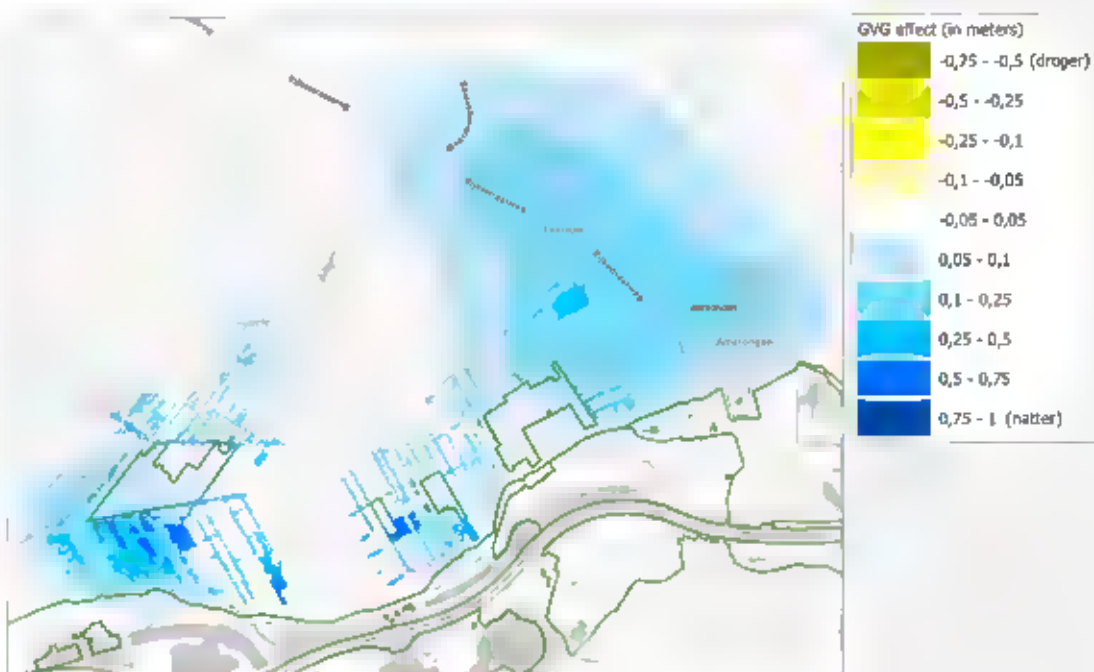 GVG effect (in meters)
-0,75 - -0,5 (droger)
-0,5 - -0,25
-0,25 - -0,1
-0,1 - -0,05
-0,05 - 0,05
0,05 - 0,1
0,1 - 0,25
0,25 - 0,5
0,5 - 0,75
0,75 - 1 (natter)
Amerongen